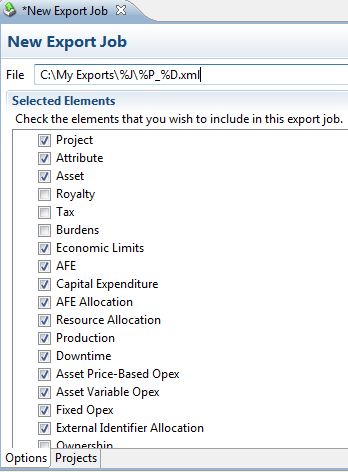 *New Export Job
New Export Job
File C:\My Exports\%J\%P_%D.xml
Selected Elements
Check the elements that you wish to include in this export job.
Project
Attribute
Asset
Royalty
Tax
Burdens
Economic Limits
AFE
Capital Expenditure
AFE Allocation
Resource Allocation
Production
Downtime
Asset Price-Based Opex
Asset Variable Opex
Fixed Opex
External Identifier Allocation
Ownership
Options Projects